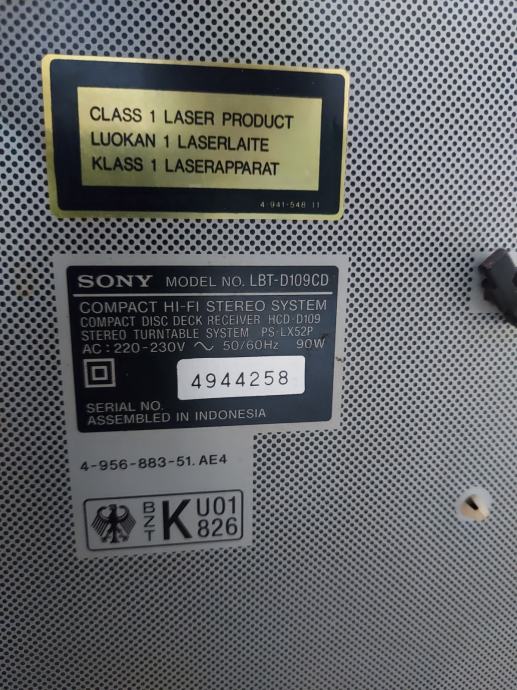 CLASS 1 LASER PRODUCT
LUOKAN 1 LASERLAITE
KLASS 1 LASERAPPARAT
4-941-548 11
SONY MODEL NO. LBT-D109CD
COMPACT HI-FI STEREO SYSTEM
COMPACT DISC DECK RECEIVER HCD-D109
STEREO TURNTABLE SYSTEM PS-LX52P
AC: 220-230V ~ 50/60Hz 90W
4944258
SERIAL NO.
ASSEMBLED IN INDONESIA
4-956-883-51. AE4
BZT K U01
826